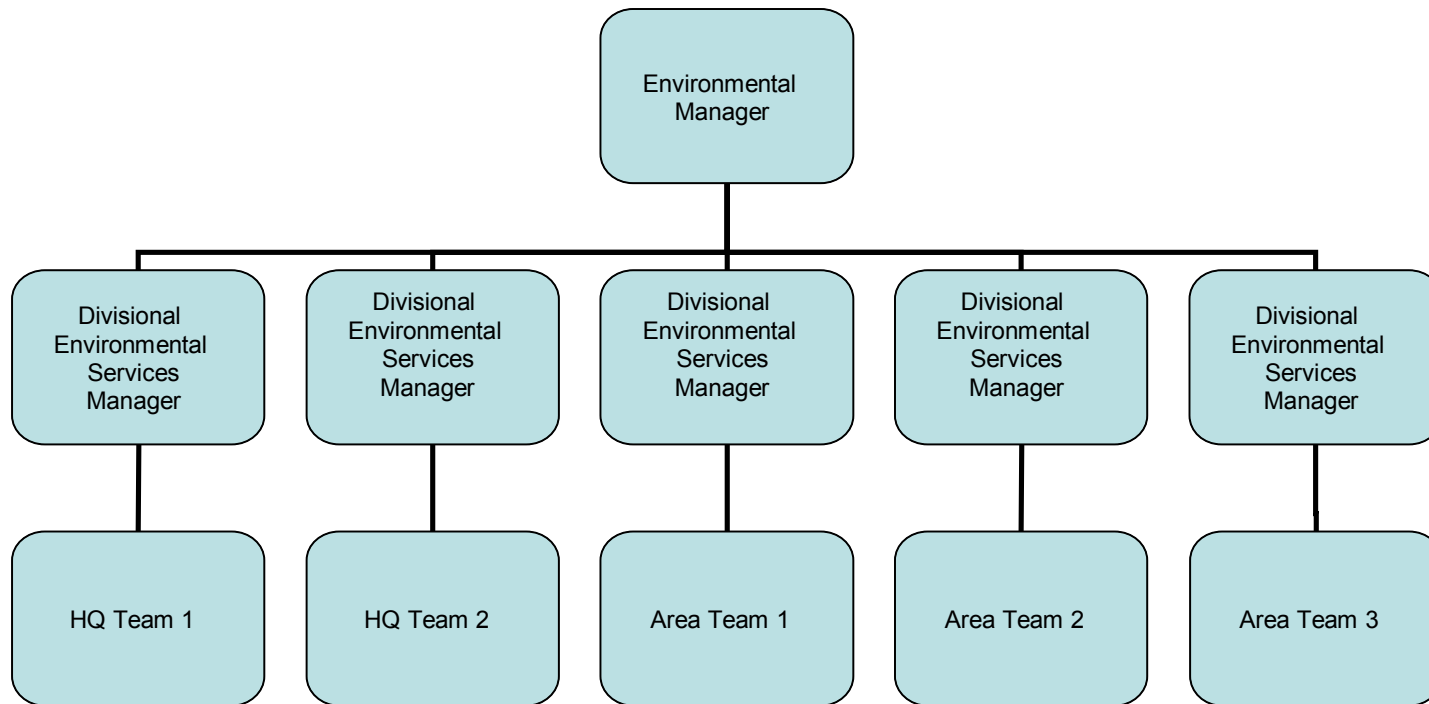 Environmental
Manager
Divisional
Environmental
Services
Manager
Divisional
Environmental
Services
Manager
Divisional
Environmental
Services
Manager
Divisional
Environmental
Services
Manager
Divisional
Environmental
Services
Manager
HQ Team 1
HQ Team 2
Area Team 1
Area Team 2
Area Team 3